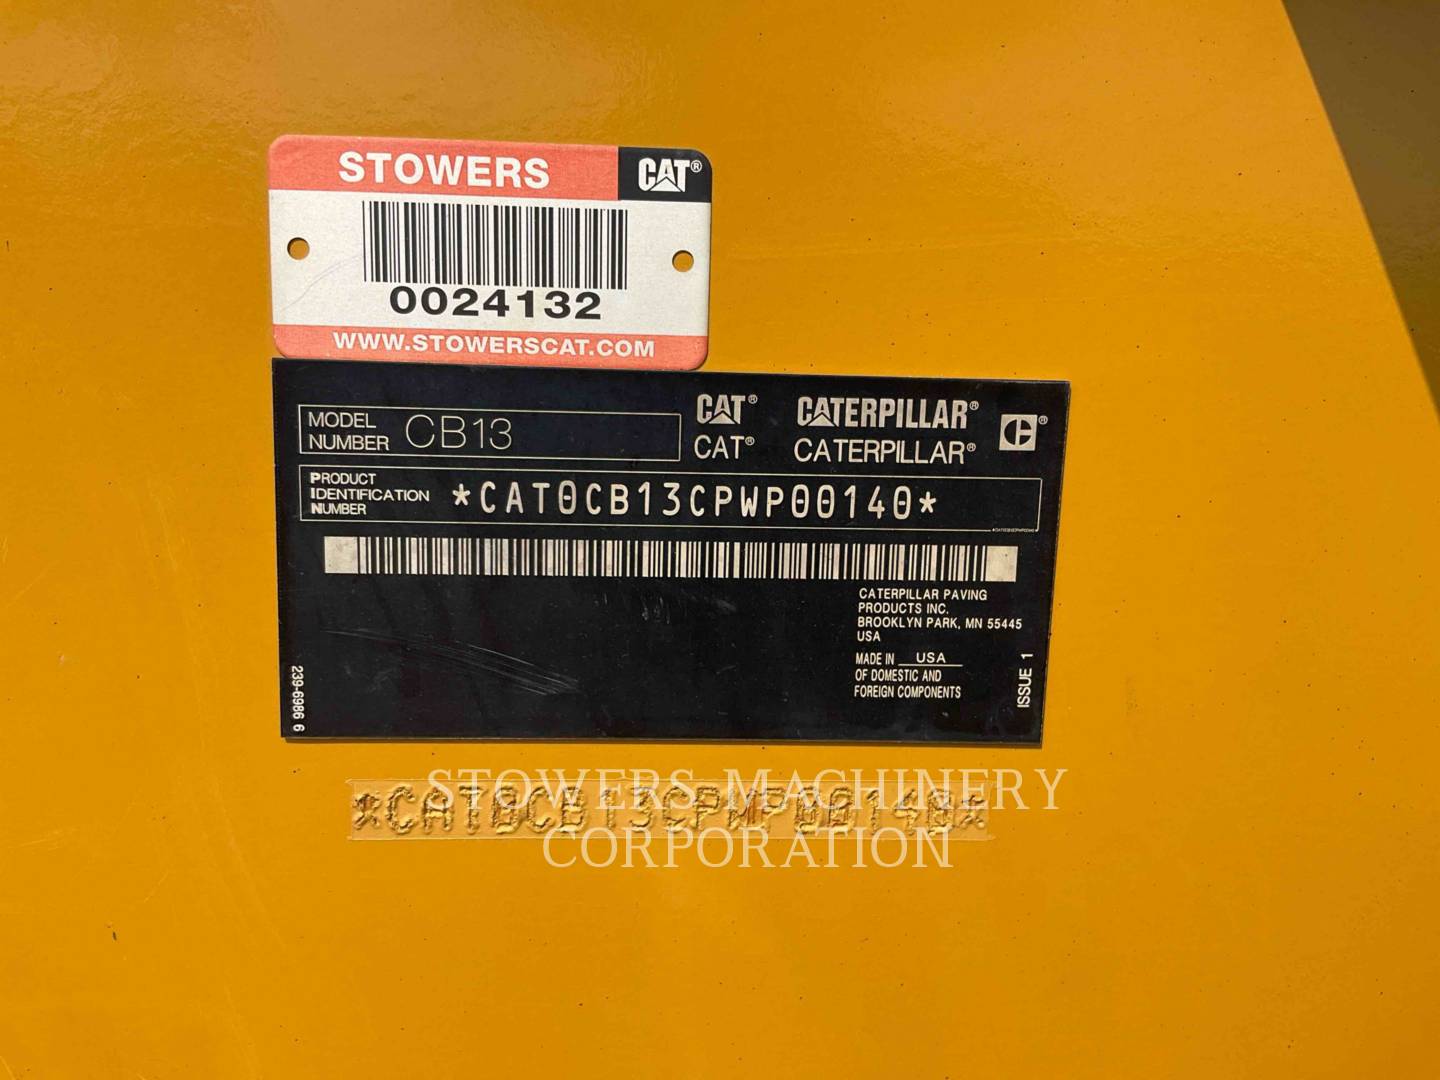 STOWERS CAT®
0024132
WWW.STOWERSCAT.COM
CAT® CATERPILLAR®
MODEL NUMBER CB13
CAT® CATERPILLAR®
PRODUCT IDENTIFICATION NUMBER *CAT0CB13CPWP00140*
CATERPILLAR PAVING
PRODUCTS INC.
BROOKLYN PARK, MN 55445
USA
MADE IN USA
OF DOMESTIC AND
FOREIGN COMPONENTS
239-6986 6
ISSUE 1
STOWERS MACHINERY
*CAT0CB13CPWP00140*
CORPORATION